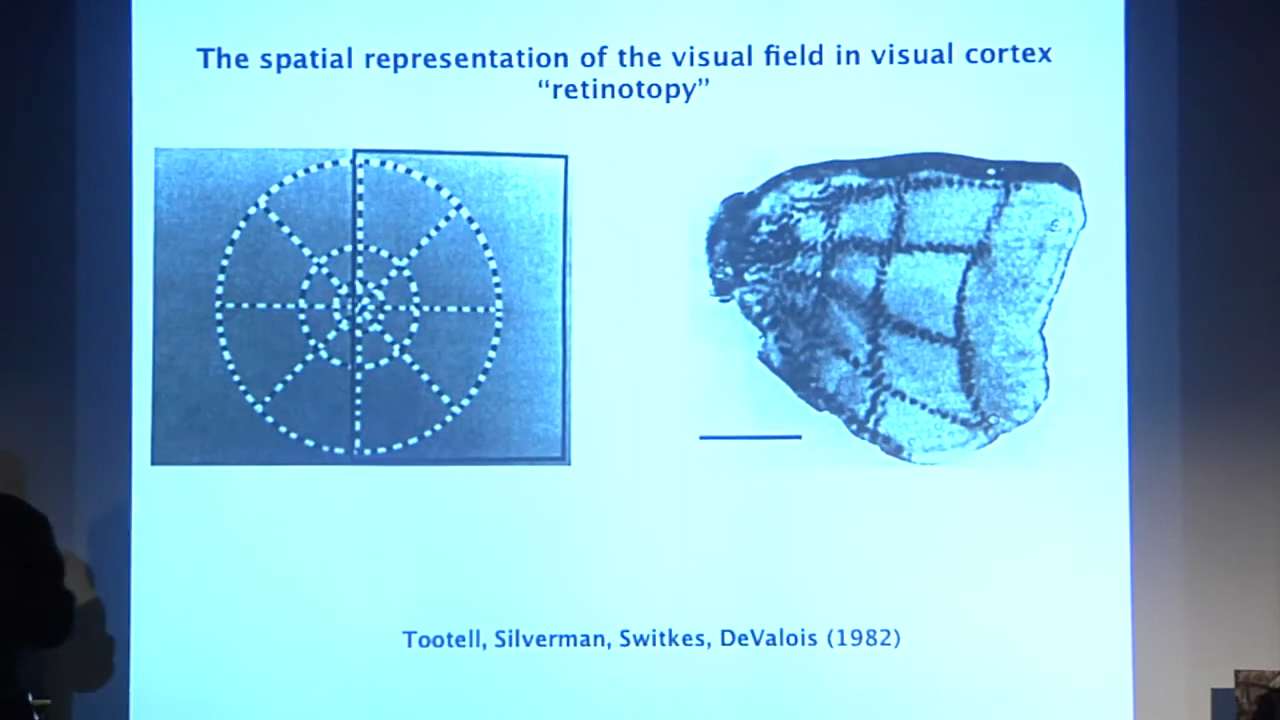 The spatial representation of the visual field in visual cortex
“retinotopy”
Tootell, Silverman, Switkes, DeValois (1982)